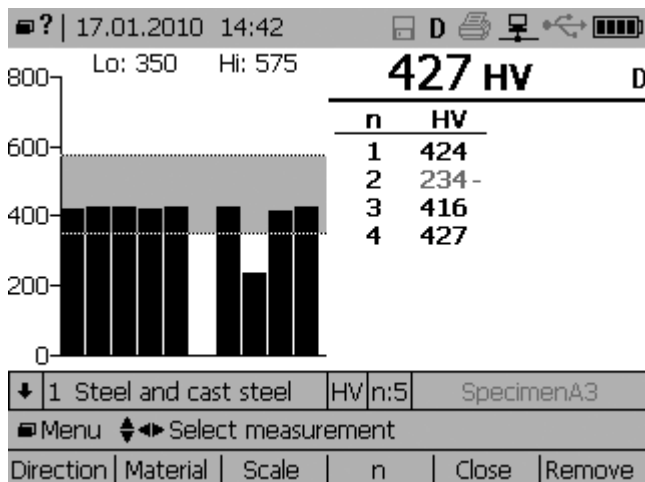 ? 17.01.2010 14:42 D
Lo: 350 Hi: 575
427 HV D
800
600
400
200
0
n HV
1 424
2 234-
3 416
4 427
1 Steel and cast steel HV n:5 SpecimenA3
Menu Select measurement
Direction Material Scale n Close Remove